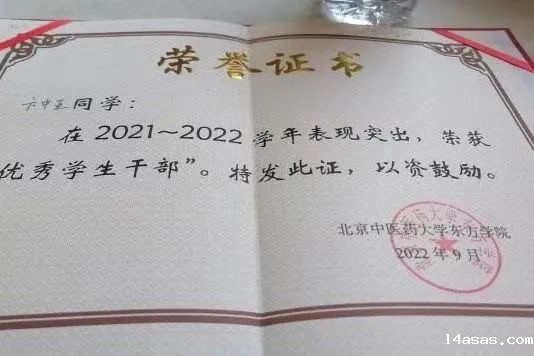 荣誉证书
同学：
在2021～2022学年表现突出，荣获
优秀学生干部”。特发此证，以资鼓励。
北京中医药大学东方学院
2022年9月
14asas.com